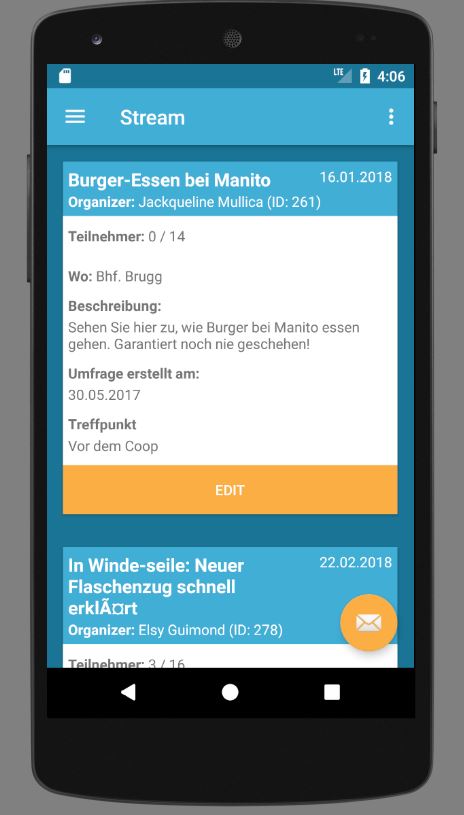 LTE 4:06
Stream
Burger-Essen bei Manito 16.01.2018
Organizer: Jackqueline Mullica (ID: 261)
Teilnehmer: 0 / 14
Wo: Bhf. Brugg
Beschreibung:
Sehen Sie hier zu, wie Burger bei Manito essen
gehen. Garantiert noch nie geschehen!
Umfrage erstellt am:
30.05.2017
Treffpunkt
Vor dem Coop
EDIT
In Winde-seile: Neuer 22.02.2018
Flaschenzug schnell
erklÃ¤rt
Organizer: Elsy Guimond (ID: 278)
Teilnehmer: 3 / 16